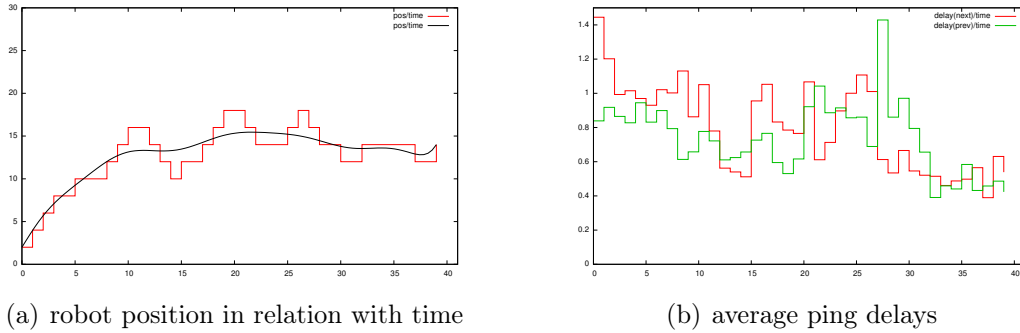 30
25
20
15
10
5
0
0 5 10 15 20 25 30 35 40
pos/time
pos/time
1.4
1.2
1
0.8
0.6
0.4
0.2
0
0 5 10 15 20 25 30 35 40
delay(next)/time
delay(prev)/time
(a) robot position in relation with time
(b) average ping delays